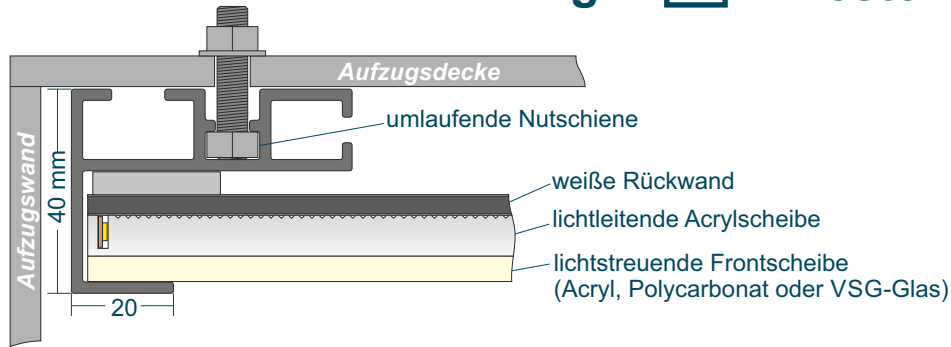 Aufzugsdecke
umlaufende Nutschiene
Aufzugswand
40 mm
weiße Rückwand
lichtleitende Acrylscheibe
lichtstreuende Frontscheibe
(Acryl, Polycarbonat oder VSG-Glas)
20